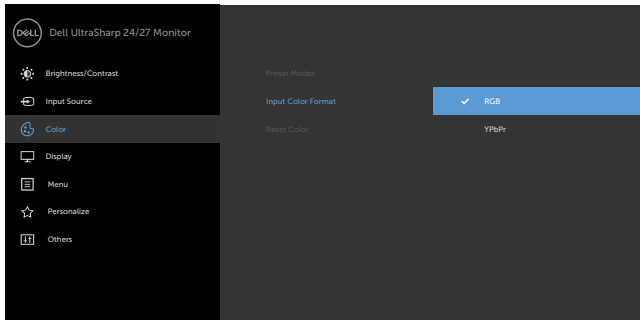 DELL
Dell UltraSharp 24/27 Monitor
Brightness/Contrast
Preset Modes
Input Source
Input Color Format
RGB
Color
Reset Color
YPbPr
Display
Menu
Personalize
Others